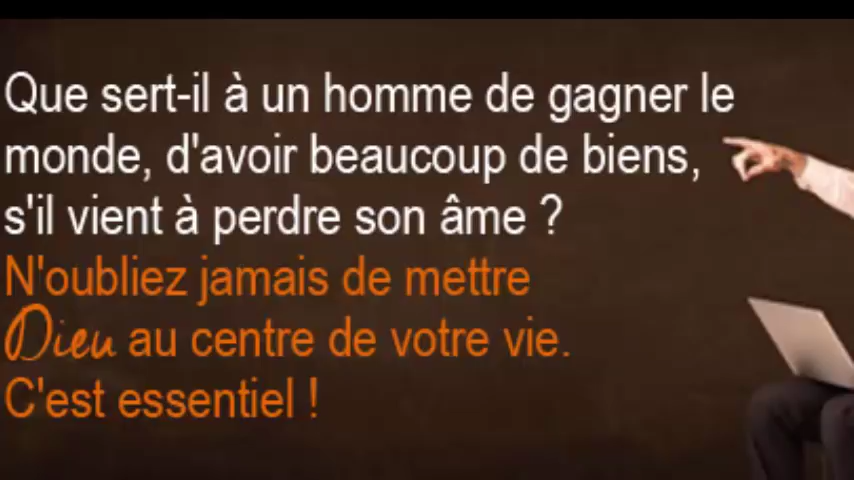 Que sert-il à un homme de gagner le
monde, d'avoir beaucoup de biens,
s'il vient à perdre son âme ?
N'oubliez jamais de mettre
Dieu au centre de votre vie.
C'est essentiel !